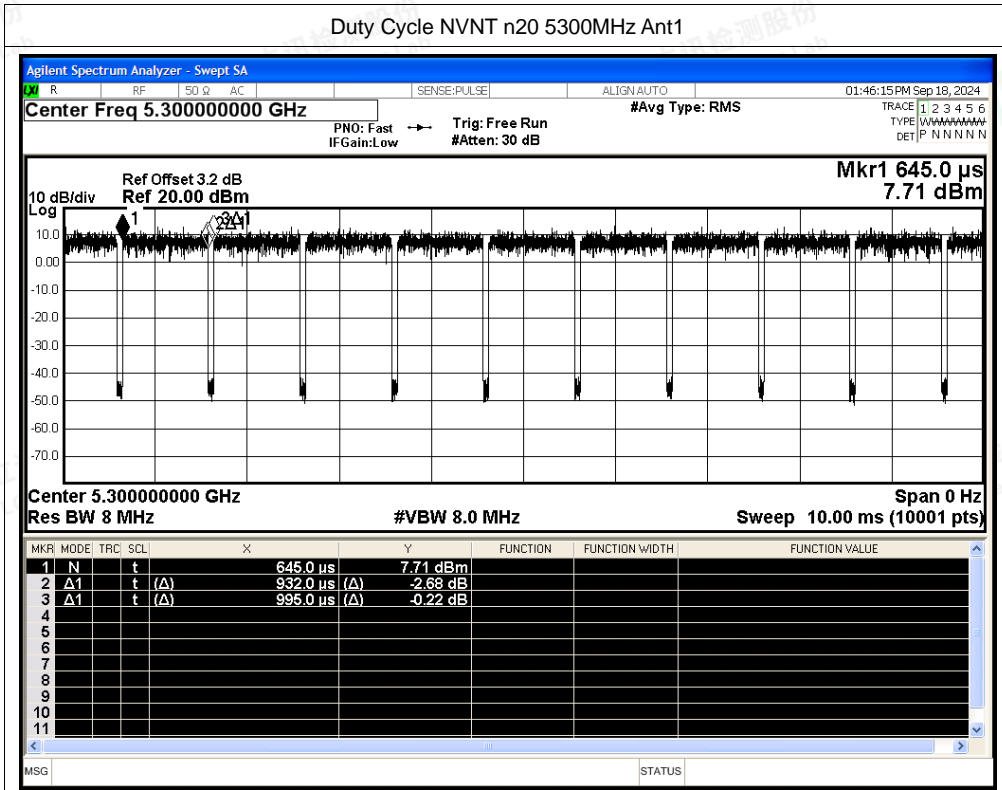 Duty Cycle NVNT n20 5300MHz Ant1
Agilent Spectrum Analyzer - Swept SA
LXI R RF 50 Ω AC SENSE:PULSE ALIGN AUTO 01:46:15 PM Sep 18, 2024
Center Freq 5.300000000 GHz #Avg Type: RMS TRACE 1 2 3 4 5 6
PNO: Fast Trig: Free Run TYPE WWWWWW
IFGain:Low #Atten: 30 dB DET P N N N N N
Mkr1 645.0 µs
Ref Offset 3.2 dB
10 dB/div Ref 20.00 dBm 7.71 dBm
Log
1 2Δ1 3Δ1
10.0
0.00
-10.0
-20.0
-30.0
-40.0
-50.0
-60.0
-70.0
Center 5.300000000 GHz Span 0 Hz
Res BW 8 MHz #VBW 8.0 MHz Sweep 10.00 ms (10001 pts)
MKR MODE TRC SCL X Y FUNCTION FUNCTION WIDTH FUNCTION VALUE
1 N t 645.0 µs 7.71 dBm
2 Δ1 t (Δ) 932.0 µs (Δ) -2.68 dB
3 Δ1 t (Δ) 995.0 µs (Δ) -0.22 dB
4
5
6
7
8
9
10
11
MSG STATUS